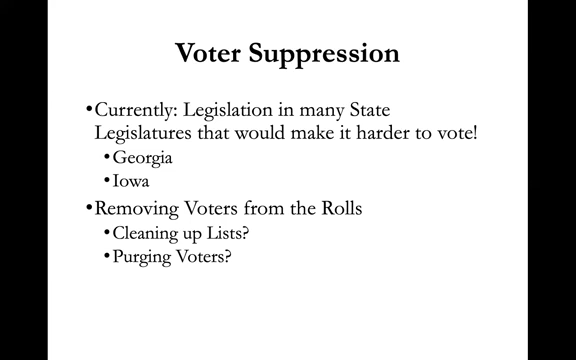 Voter Suppression
•Currently: Legislation in many State
Legislatures that would make it harder to vote!
•Georgia
•Iowa
•Removing Voters from the Rolls
•Cleaning up Lists?
•Purging Voters?